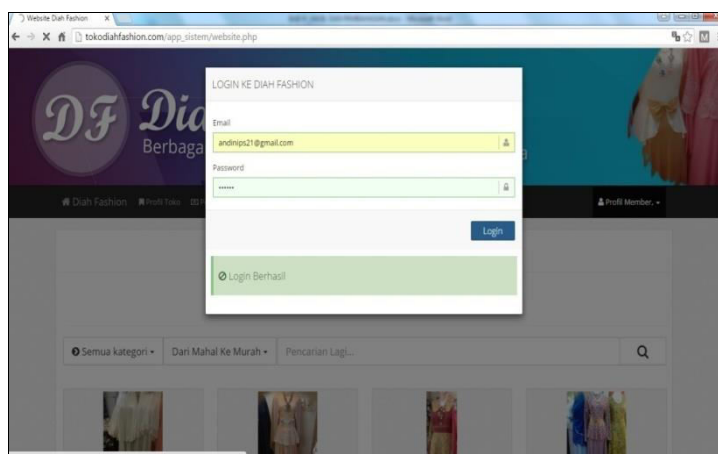 Website Diah Fashion
tokodiahfashion.com/app_sistem/website.php
DF Dia
Berbaga
LOGIN KE DIAH FASHION
Email
andinips21@gmail.com
Password
••••••
Login
Login Berhasil
Diah Fashion Profil Toko
Profil Member,
Semua kategori Dari Mahal Ke Murah Pencarian Lagi...